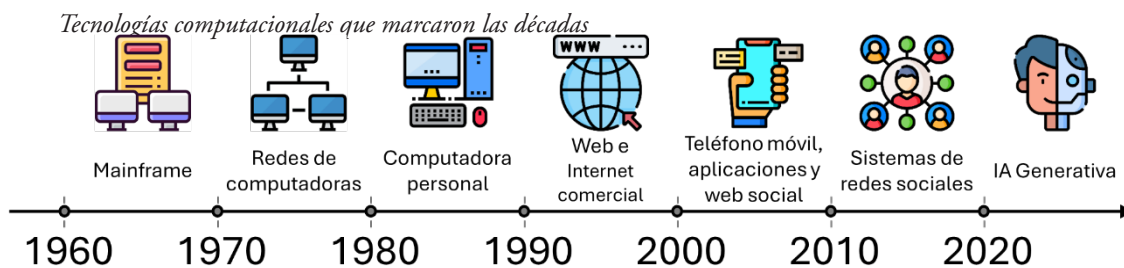 Tecnologías computacionales que marcaron las décadas
WWW
Mainframe
Redes de
computadoras
Computadora
personal
Web e
Internet
comercial
Teléfono móvil,
aplicaciones y
web social
Sistemas de
redes sociales
IA Generativa
1960
1970
1980
1990
2000
2010
2020